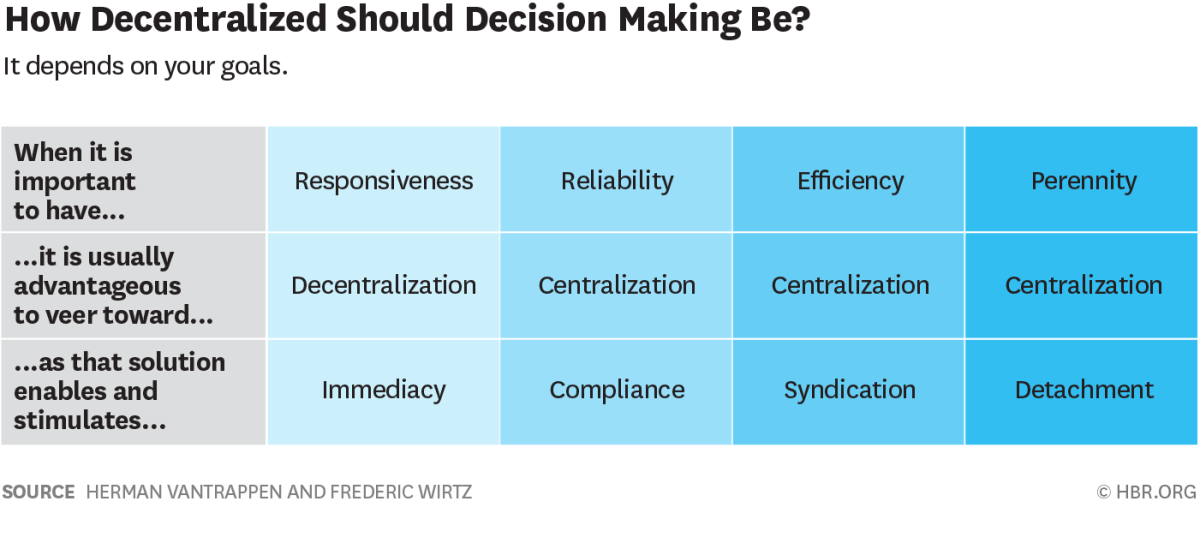 How Decentralized Should Decision Making Be?
It depends on your goals.
When it is
important
to have...
Responsiveness
Reliability
Efficiency
Perennity
...it is usually
advantageous
to veer toward...
Decentralization
Centralization
Centralization
Centralization
...as that solution
enables and
stimulates...
Immediacy
Compliance
Syndication
Detachment
SOURCE HERMAN VANTRAPPEN AND FREDERIC WIRTZ
© HBR.ORG